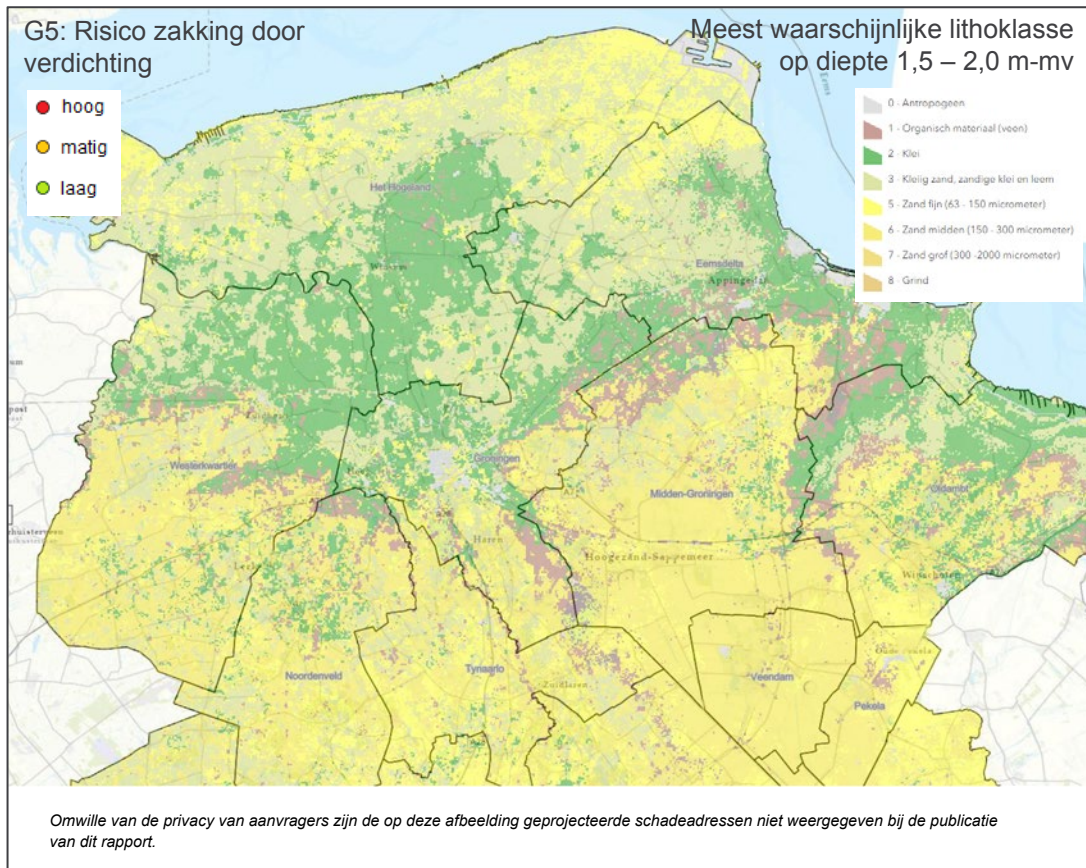 G5: Risico zakking door
verdichting
hoog
matig
laag
Meest waarschijnlijke lithoklasse
op diepte 1,5 – 2,0 m-mv
0 - Antropogeen
1 - Organisch materiaal (veen)
2 - Klei
3 - Kleiig zand, zandige klei en leem
5 - Zand fijn (63 - 150 micrometer)
6 - Zand midden (150 - 300 micrometer)
7 - Zand grof (300 -2000 micrometer)
8 - Grind
Eems
Het Hogeland
Eemsdelta
Westerkwartier
Groningen
Midden-Groningen
Oldambt
Haren
Hoogezand-Sappemeer
Noordenveld
Tynaarlo
Zuidlaren
Veendam
Pekela
Omwille van de privacy van aanvragers zijn de op deze afbeelding geprojecteerde schadeadressen niet weergegeven bij de publicatie
van dit rapport.